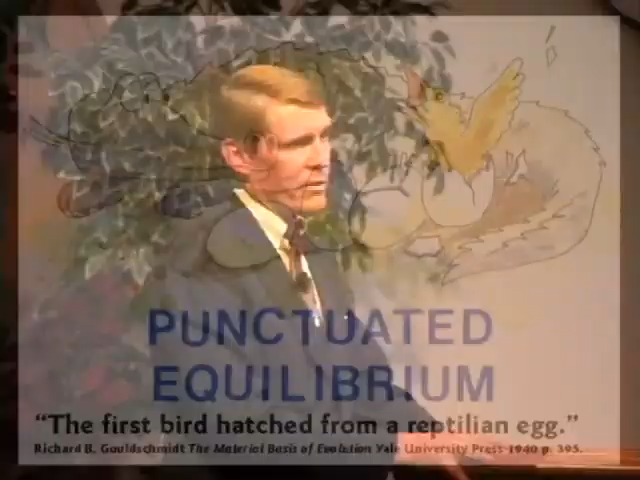 PUNCTUATED
EQUILIBRIUM
“The first bird hatched from a reptilian egg.”
Richard B. Gouldschmidt The Material Basis of Evolution Yale University Press 1940 p. 395.